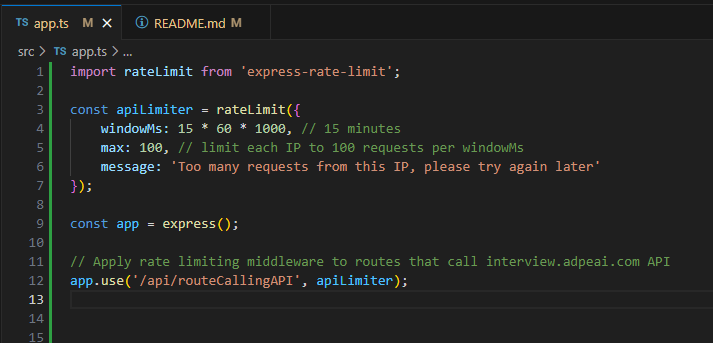 TS app.ts M × README.md M
src > TS app.ts > ...
1 import rateLimit from 'express-rate-limit';
2
3 const apiLimiter = rateLimit({
4 windowMs: 15 * 60 * 1000, // 15 minutes
5 max: 100, // limit each IP to 100 requests per windowMs
6 message: 'Too many requests from this IP, please try again later'
7 });
8
9 const app = express();
10
11 // Apply rate limiting middleware to routes that call interview.adpeai.com API
12 app.use('/api/routeCallingAPI', apiLimiter);
13
14
15